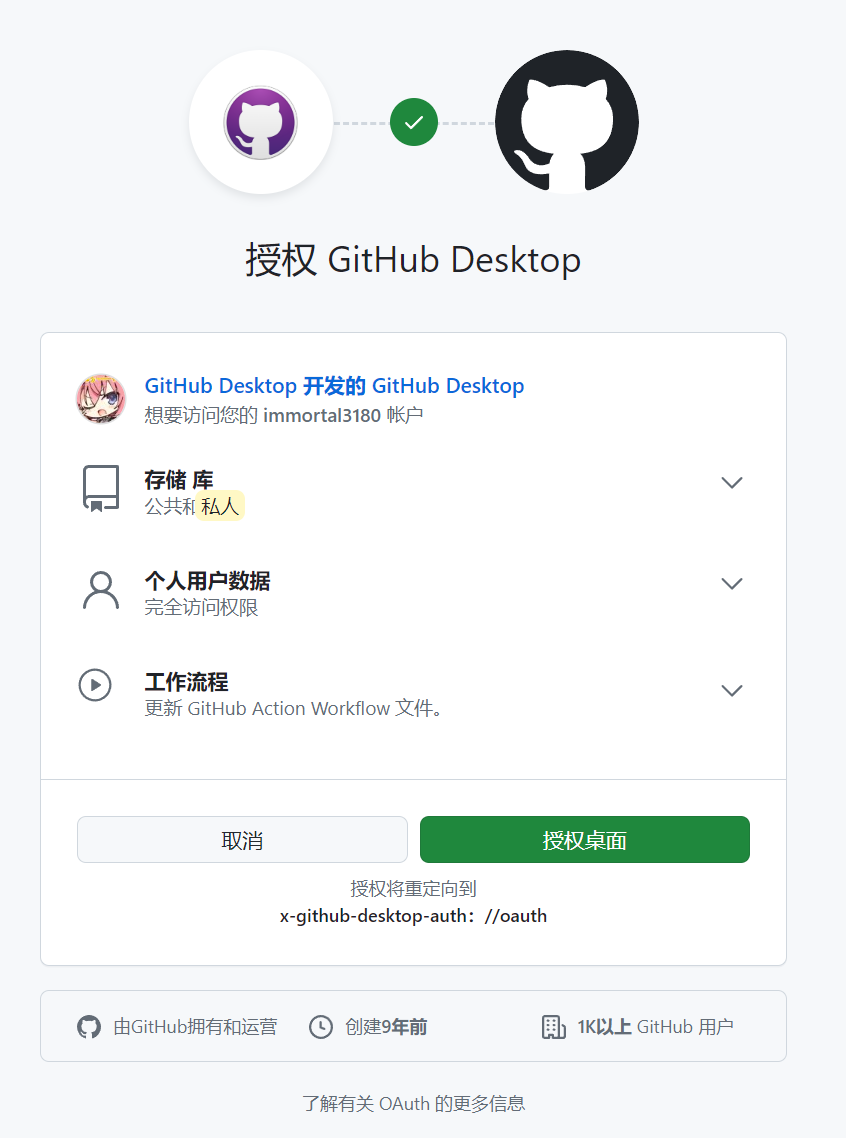 授权 GitHub Desktop
GitHub Desktop 开发的 GitHub Desktop
想要访问您的 immortal3180 帐户
存储 库
公共和 私人
个人用户数据
完全访问权限
工作流程
更新 GitHub Action Workflow 文件。
取消
授权桌面
授权将重定向到
x-github-desktop-auth：//oauth
由GitHub拥有和运营
创建9年前
1K以上 GitHub 用户
了解有关 OAuth 的更多信息